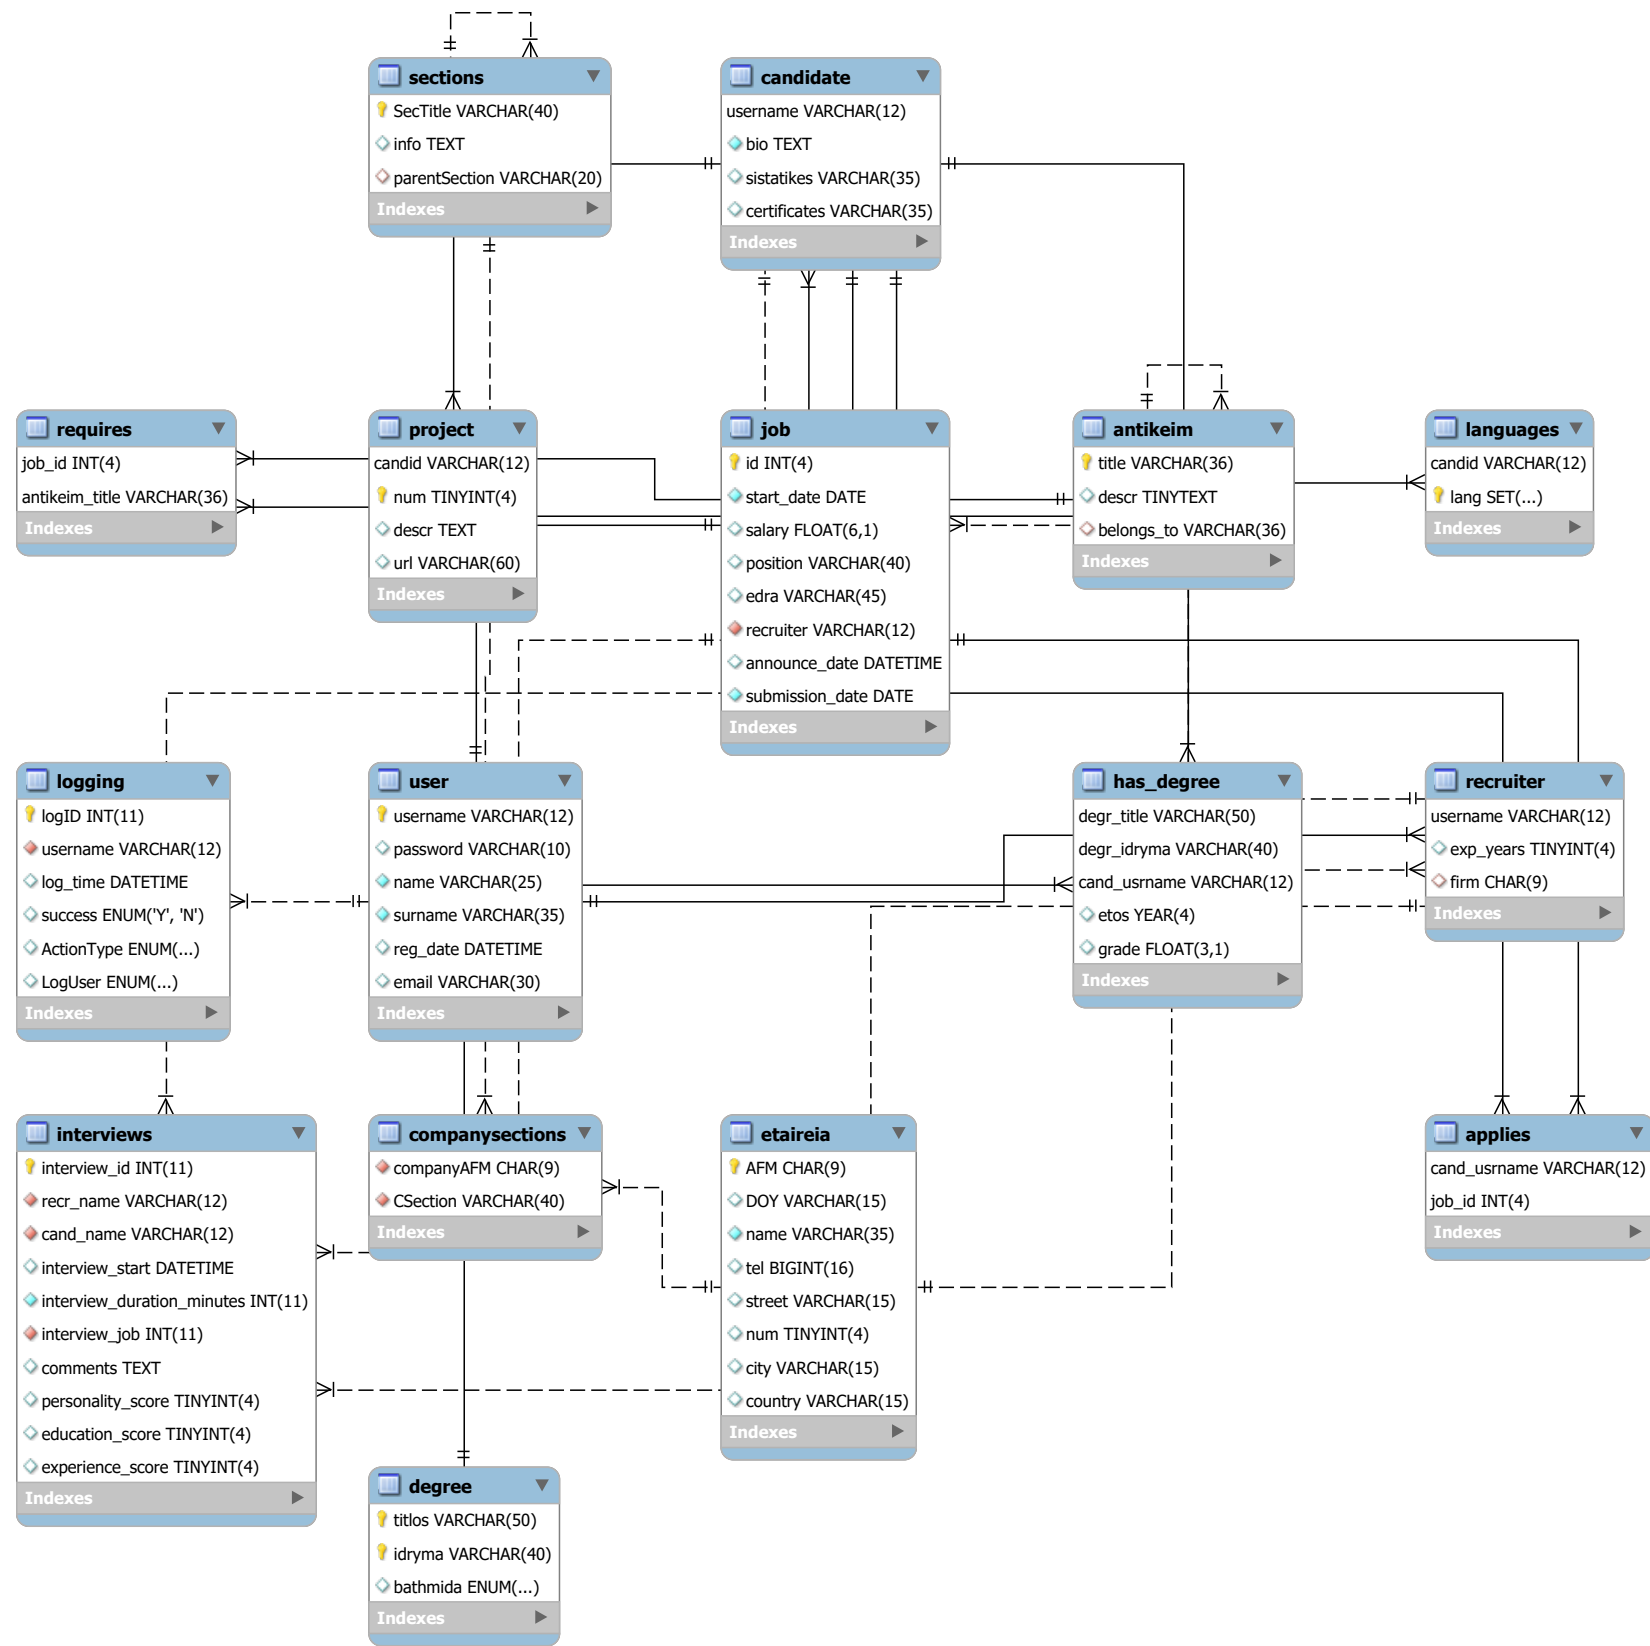 sections
SecTitle VARCHAR(40)
info TEXT
parentSection VARCHAR(20)
Indexes
candidate
username VARCHAR(12)
bio TEXT
sistatikes VARCHAR(35)
certificates VARCHAR(35)
Indexes
requires
job_id INT(4)
antikeim_title VARCHAR(36)
Indexes
project
candid VARCHAR(12)
num TINYINT(4)
descr TEXT
url VARCHAR(60)
Indexes
job
id INT(4)
start_date DATE
salary FLOAT(6,1)
position VARCHAR(40)
edra VARCHAR(45)
recruiter VARCHAR(12)
announce_date DATETIME
submission_date DATE
Indexes
antikeim
title VARCHAR(36)
descr TINYTEXT
belongs_to VARCHAR(36)
Indexes
languages
candid VARCHAR(12)
lang SET(...)
Indexes
logging
logID INT(11)
username VARCHAR(12)
log_time DATETIME
success ENUM('Y', 'N')
ActionType ENUM(...)
LogUser ENUM(...)
Indexes
user
username VARCHAR(12)
password VARCHAR(10)
name VARCHAR(25)
surname VARCHAR(35)
reg_date DATETIME
email VARCHAR(30)
Indexes
has_degree
degr_title VARCHAR(50)
degr_idryma VARCHAR(40)
cand_usrname VARCHAR(12)
etos YEAR(4)
grade FLOAT(3,1)
Indexes
recruiter
username VARCHAR(12)
exp_years TINYINT(4)
firm CHAR(9)
Indexes
interviews
interview_id INT(11)
recr_name VARCHAR(12)
cand_name VARCHAR(12)
interview_start DATETIME
interview_duration_minutes INT(11)
interview_job INT(11)
comments TEXT
personality_score TINYINT(4)
education_score TINYINT(4)
experience_score TINYINT(4)
Indexes
companysections
companyAFM CHAR(9)
CSection VARCHAR(40)
Indexes
etaireia
AFM CHAR(9)
DOY VARCHAR(15)
name VARCHAR(35)
tel BIGINT(16)
street VARCHAR(15)
num TINYINT(4)
city VARCHAR(15)
country VARCHAR(15)
Indexes
applies
cand_usrname VARCHAR(12)
job_id INT(4)
Indexes
degree
titlos VARCHAR(50)
idryma VARCHAR(40)
bathmida ENUM(...)
Indexes